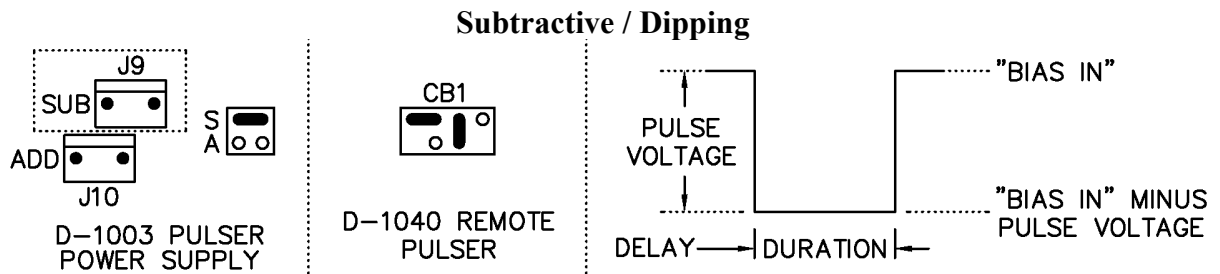 Subtractive / Dipping
J9
SUB
ADD
J10
S
A
D-1003 PULSER
POWER SUPPLY
CB1
D-1040 REMOTE
PULSER
"BIAS IN"
PULSE
VOLTAGE
"BIAS IN" MINUS
PULSE VOLTAGE
DELAY
DURATION